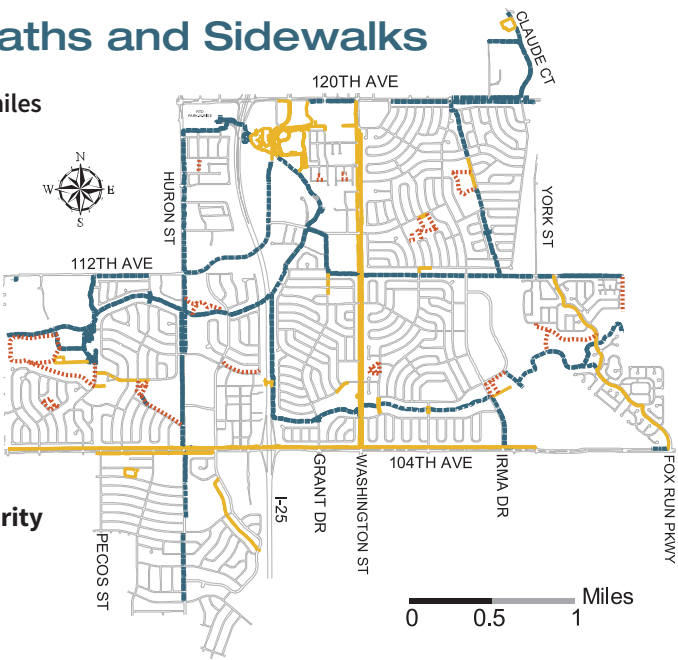 aths and Sidewalks
CLAUDE CT
120TH AVE
iles
N
W E
S
HURON ST
YORK ST
112TH AVE
104TH AVE
I-25
GRANT DR
WASHINGTON ST
IRMA DR
FOX RUN PKWY
rity
PECOS ST
Miles
0 0.5 1